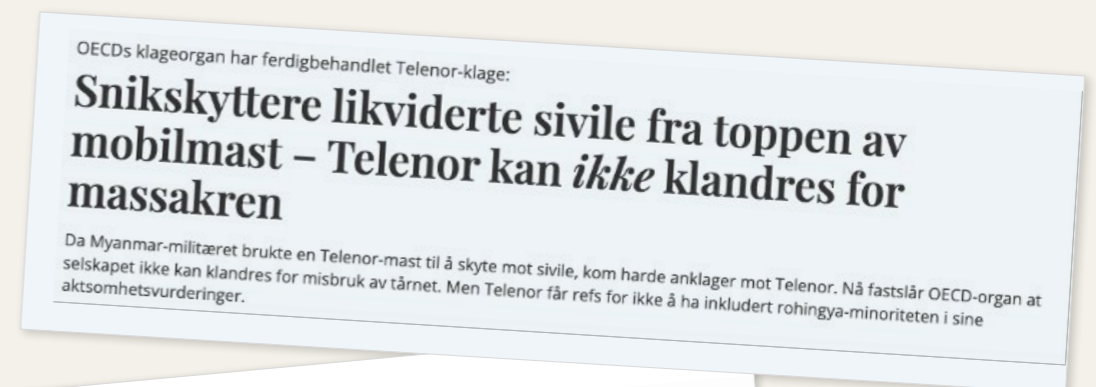 OECDs klageorgan har ferdigbehandlet Telenor-klage:
Snikskyttere likviderte sivile fra toppen av
mobilmast – Telenor kan ikke klandres for
massakren
Da Myanmar-militæret brukte en Telenor-mast til å skyte mot sivile, kom harde anklager mot Telenor. Nå fastslår OECD-organ at
selskapet ikke kan klandres for misbruk av tårnet. Men Telenor får refs for ikke å ha inkludert rohingya-minoriteten i sine
aktsomhetsvurderinger.